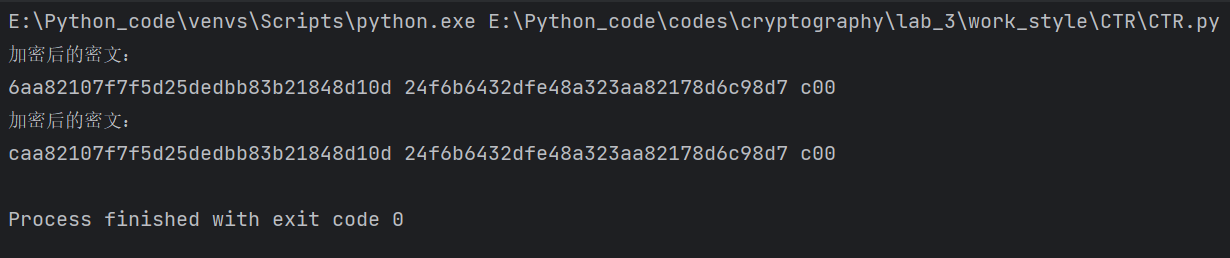 E:\Python_code\venvs\Scripts\python.exe E:\Python_code\codes\cryptography\lab_3\work_style\CTR\CTR.py
加密后的密文：
6aa82107f7f5d25dedbb83b21848d10d 24f6b6432dfe48a323aa82178d6c98d7 c00
加密后的密文：
caa82107f7f5d25dedbb83b21848d10d 24f6b6432dfe48a323aa82178d6c98d7 c00
Process finished with exit code 0